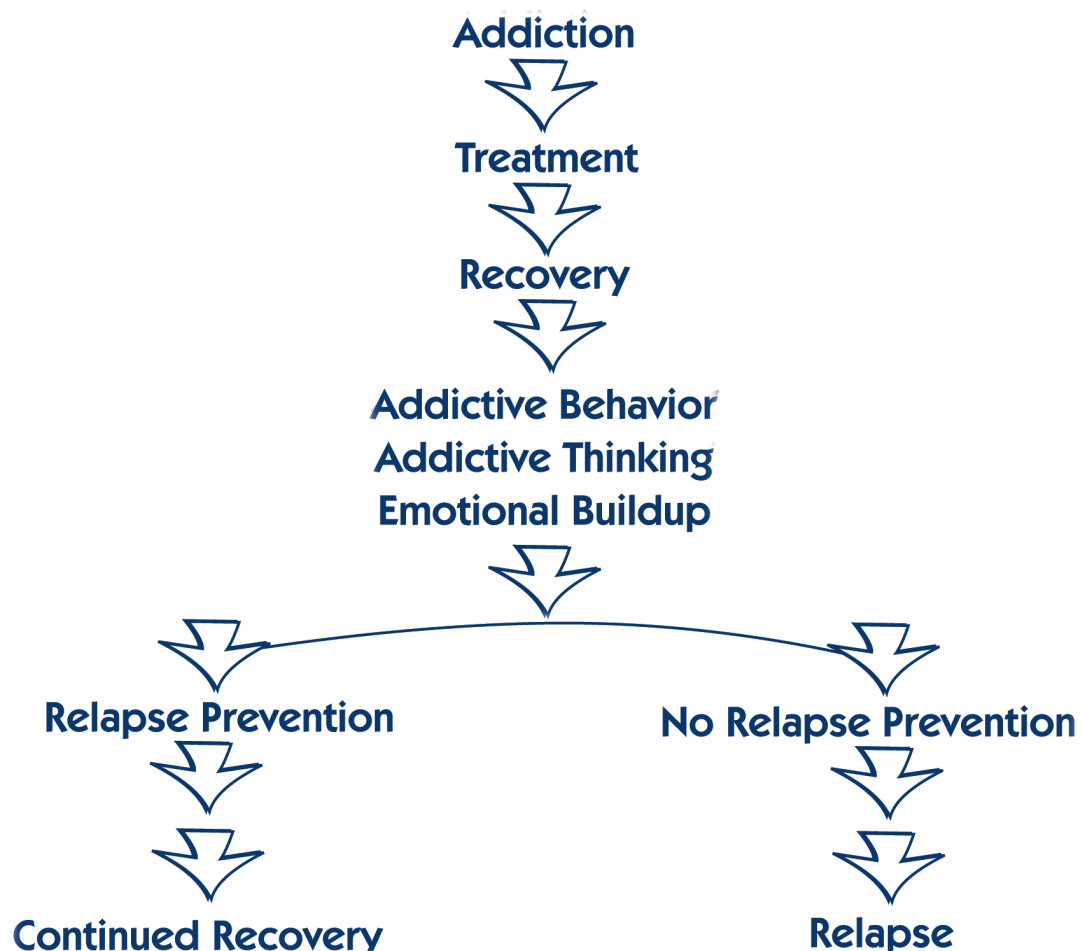 Addiction
Treatment
Recovery
Addictive Behavior
Addictive Thinking
Emotional Buildup
Relapse Prevention
No Relapse Prevention
Continued Recovery
Relapse